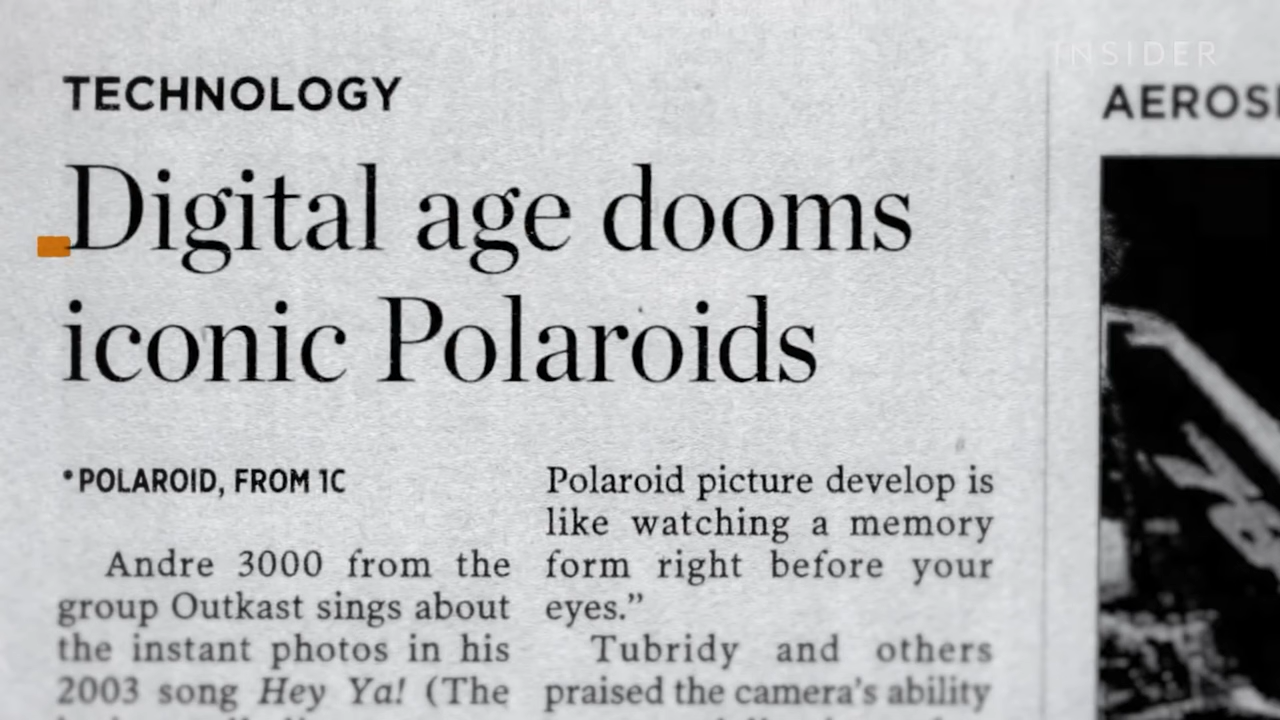 INSIDER
TECHNOLOGY
Digital age dooms
iconic Polaroids
•POLAROID, FROM 1C
Andre 3000 from the
group Outkast sings about
the instant photos in his
2003 song Hey Ya! (The
Polaroid picture develop is
like watching a memory
form right before your
eyes.”
Tubridy and others
praised the camera’s ability